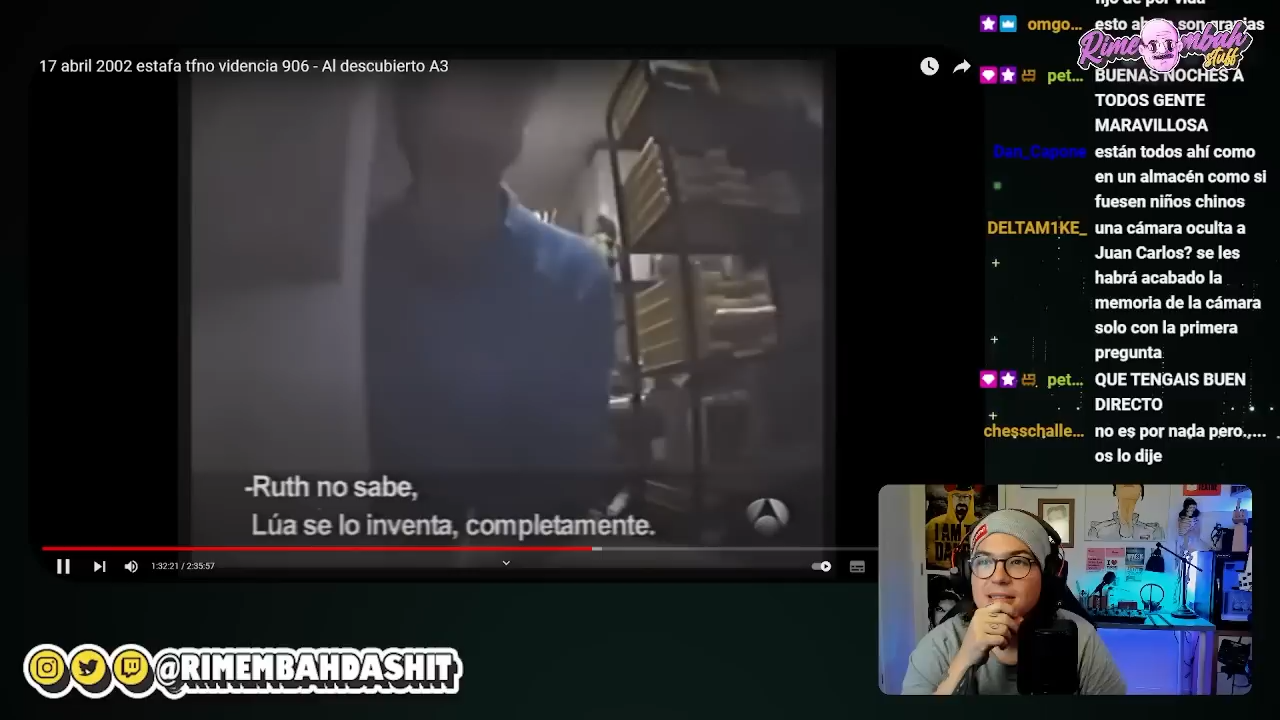 17 abril 2002 estafa tfno videncia 906 - Al descubierto A3
-Ruth no sabe,
Lúa se lo inventa, completamente.
1:32:21 / 2:35:57
@RIMEMBAHDASHIT
omgo...
Rimembah
stuff
pet... BUENAS NOCHES A
TODOS GENTE
MARAVILLOSA
Dan_Capone están todos ahí como
en un almacén como si
fuesen niños chinos
DELTAM1KE_ una cámara oculta a
Juan Carlos? se les
habrá acabado la
memoria de la cámara
solo con la primera
pregunta
pet... QUE TENGAIS BUEN
DIRECTO
chesschalle... no es por nada pero.,...
os lo dije
I AM